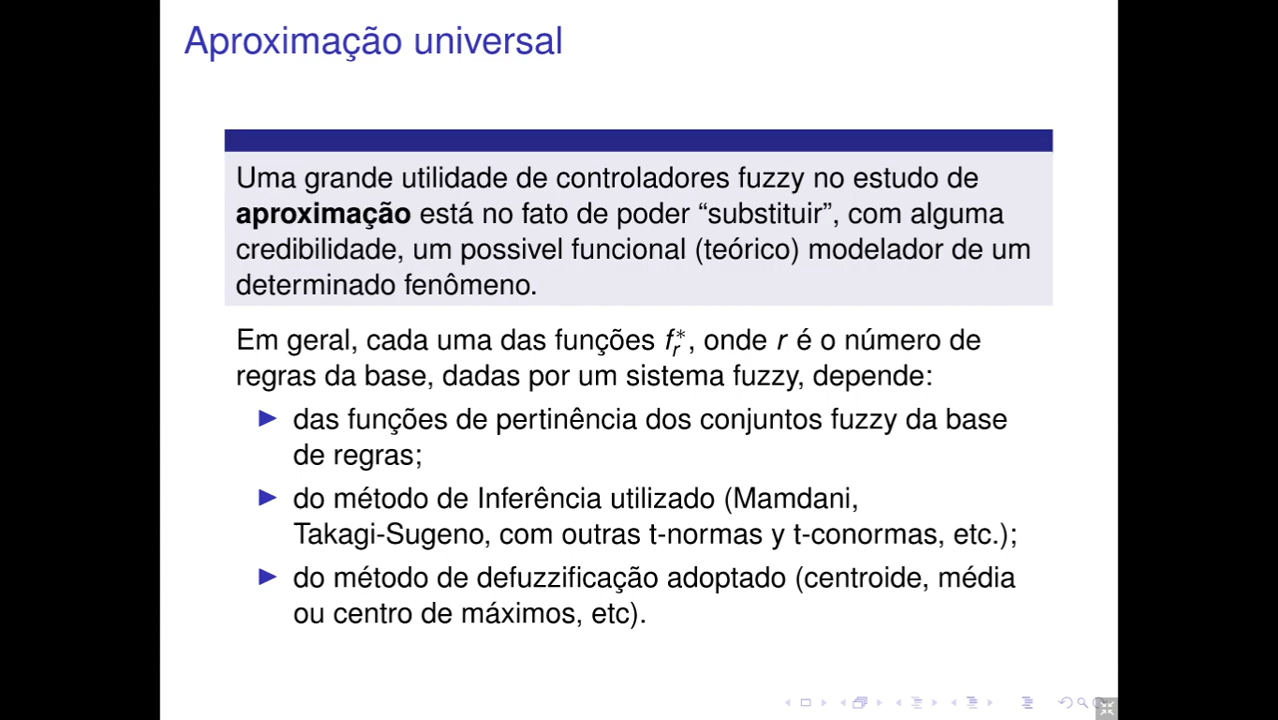 Aproximação universal
Uma grande utilidade de controladores fuzzy no estudo de
aproximação está no fato de poder “substituir”, com alguma
credibilidade, um possivel funcional (teórico) modelador de um
determinado fenômeno.
Em geral, cada uma das funções f*r, onde r é o número de
regras da base, dadas por um sistema fuzzy, depende:
das funções de pertinência dos conjuntos fuzzy da base
de regras;
do método de Inferência utilizado (Mamdani,
Takagi-Sugeno, com outras t-normas y t-conormas, etc.);
do método de defuzzificação adoptado (centroide, média
ou centro de máximos, etc).